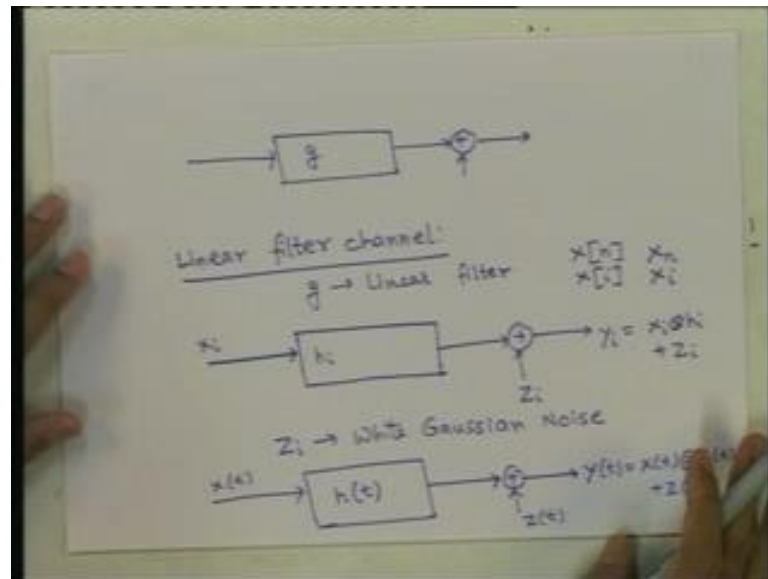 g +
Linear filter channel:
g → Linear filter x[n] xₙ
x[i] xᵢ
xᵢ hᵢ + yᵢ = xᵢ ⊗ hᵢ
+ zᵢ
zᵢ
zᵢ → White Gaussian Noise
x(t) h(t) + y(t) = x(t)
z(t)